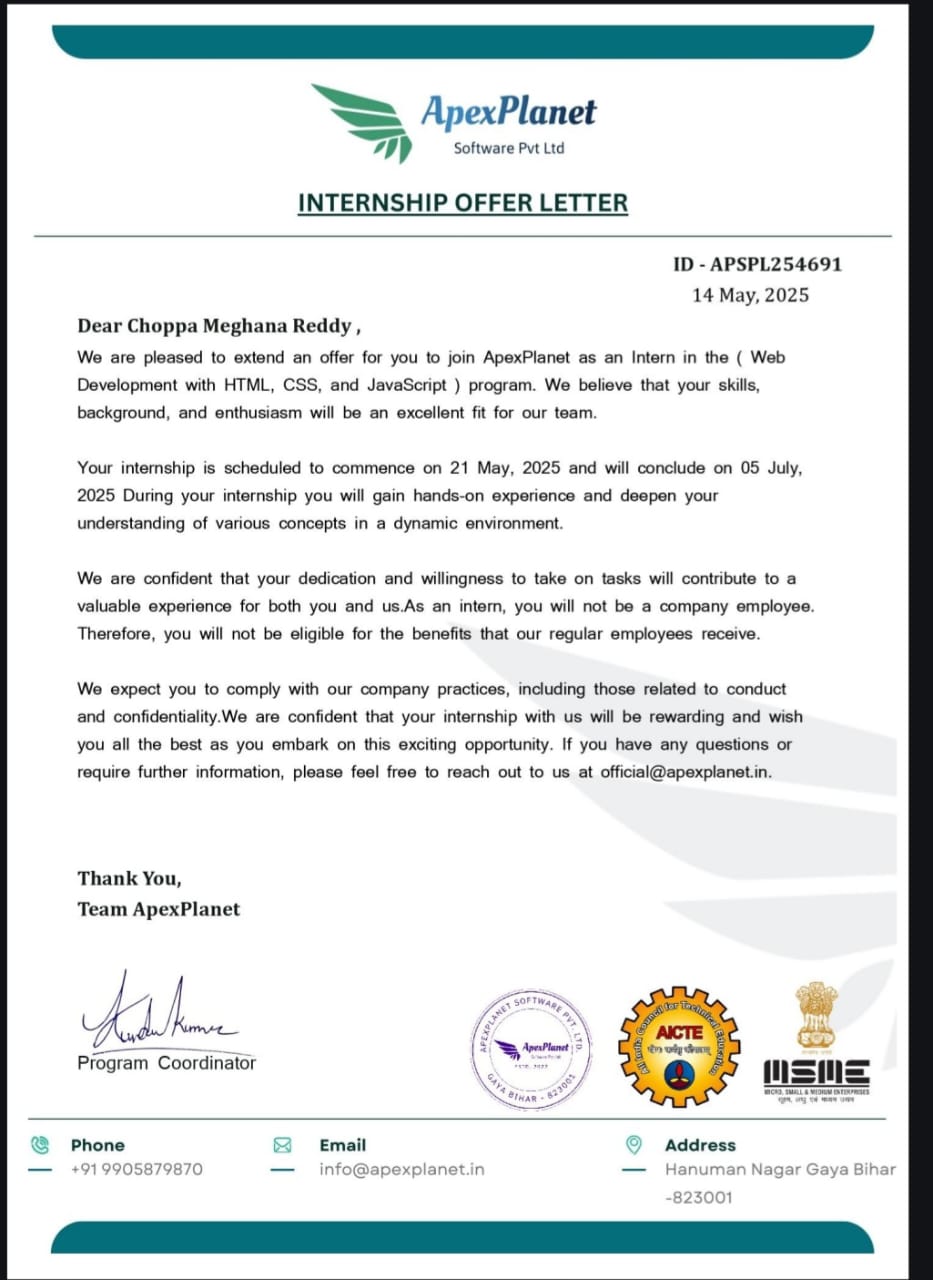 ApexPlanet
Software Pvt Ltd
INTERNSHIP OFFER LETTER
ID - APSPL254691
14 May, 2025
Dear Choppa Meghana Reddy ,
We are pleased to extend an offer for you to join ApexPlanet as an Intern in the ( Web
Development with HTML, CSS, and JavaScript ) program. We believe that your skills,
background, and enthusiasm will be an excellent fit for our team.
Your internship is scheduled to commence on 21 May, 2025 and will conclude on 05 July,
2025 During your internship you will gain hands-on experience and deepen your
understanding of various concepts in a dynamic environment.
We are confident that your dedication and willingness to take on tasks will contribute to a
valuable experience for both you and us.As an intern, you will not be a company employee.
Therefore, you will not be eligible for the benefits that our regular employees receive.
We expect you to comply with our company practices, including those related to conduct
and confidentiality.We are confident that your internship with us will be rewarding and wish
you all the best as you embark on this exciting opportunity. If you have any questions or
require further information, please feel free to reach out to us at official@apexplanet.in.
Thank You,
Team ApexPlanet
Kumar
Program Coordinator
APEXPLANET SOFTWARE PVT. LTD.
ApexPlanet
Software Pvt Ltd
ESTD. 2022
GAYA BIHAR - 823001
All India Council for Technical Education
AICTE
MSME
MICRO, SMALL & MEDIUM ENTERPRISES
सूक्ष्म, लघु एवं मध्यम उद्यम
Phone
+91 9905879870
Email
info@apexplanet.in
Address
Hanuman Nagar Gaya Bihar
-823001